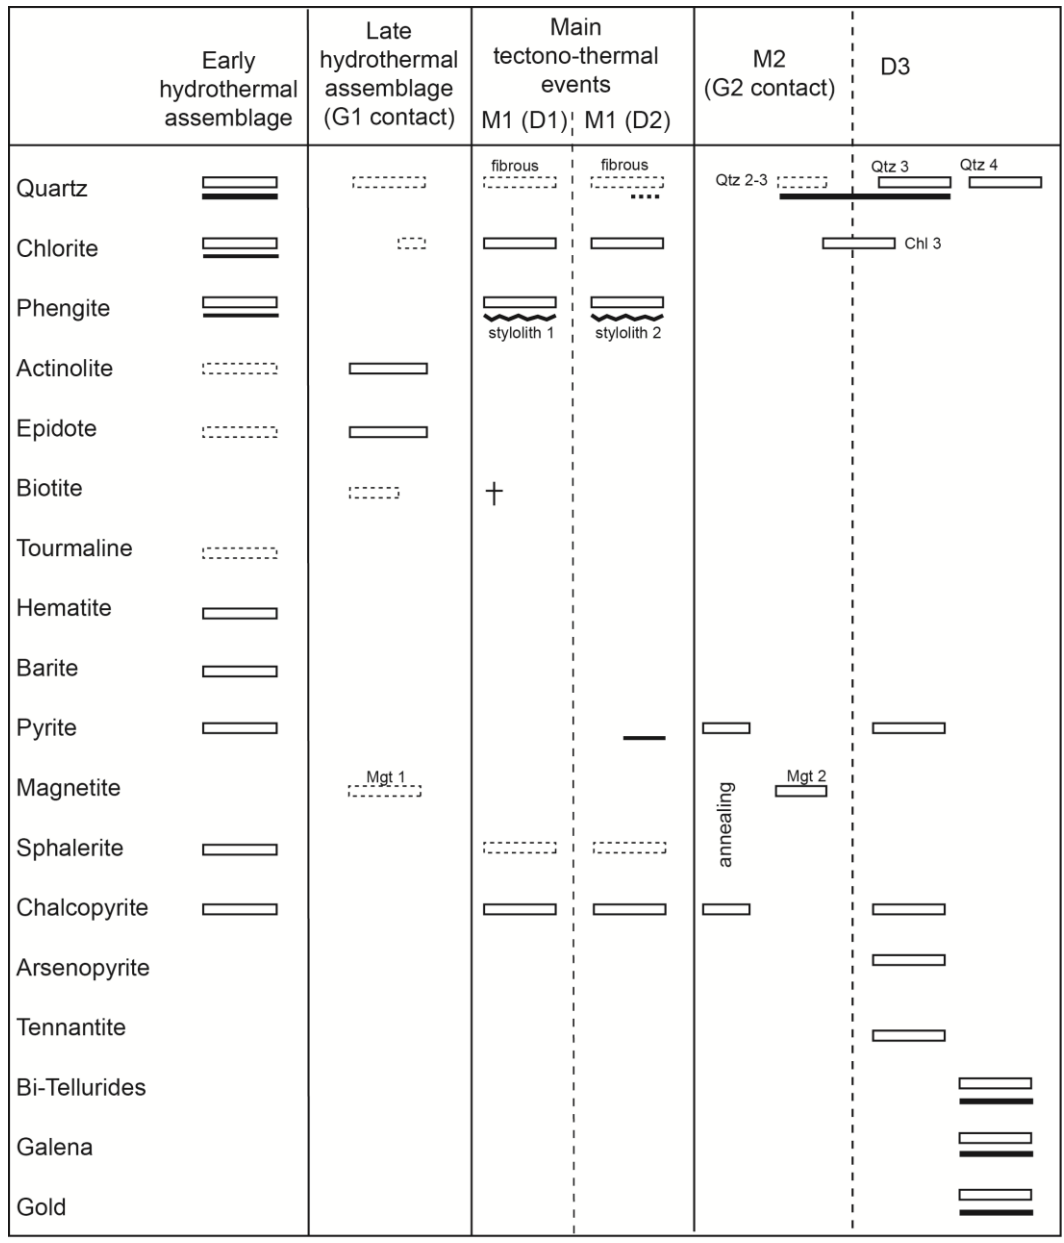 Early
hydrothermal
assemblage
Late
hydrothermal
assemblage
(G1 contact)
Main
tectono-thermal
events
M1 (D1)
M1 (D2)
M2
(G2 contact)
D3
Quartz
fibrous
fibrous
Qtz 2-3
Qtz 3
Qtz 4
Chlorite
Chl 3
Phengite
stylolith 1
stylolith 2
Actinolite
Epidote
Biotite
Tourmaline
Hematite
Barite
Pyrite
Magnetite
Mgt 1
annealing
Mgt 2
Sphalerite
Chalcopyrite
Arsenopyrite
Tennantite
Bi-Tellurides
Galena
Gold